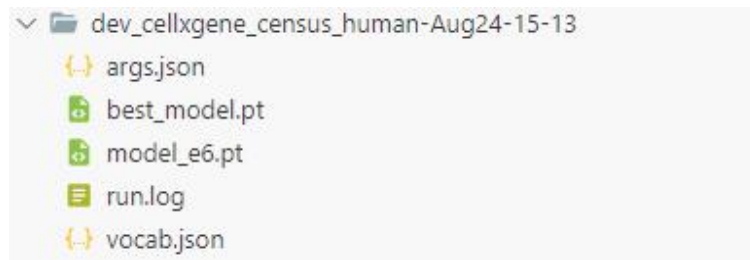 dev_cellxgene_census_human-Aug24-15-13
args.json
best_model.pt
model_e6.pt
run.log
vocab.json